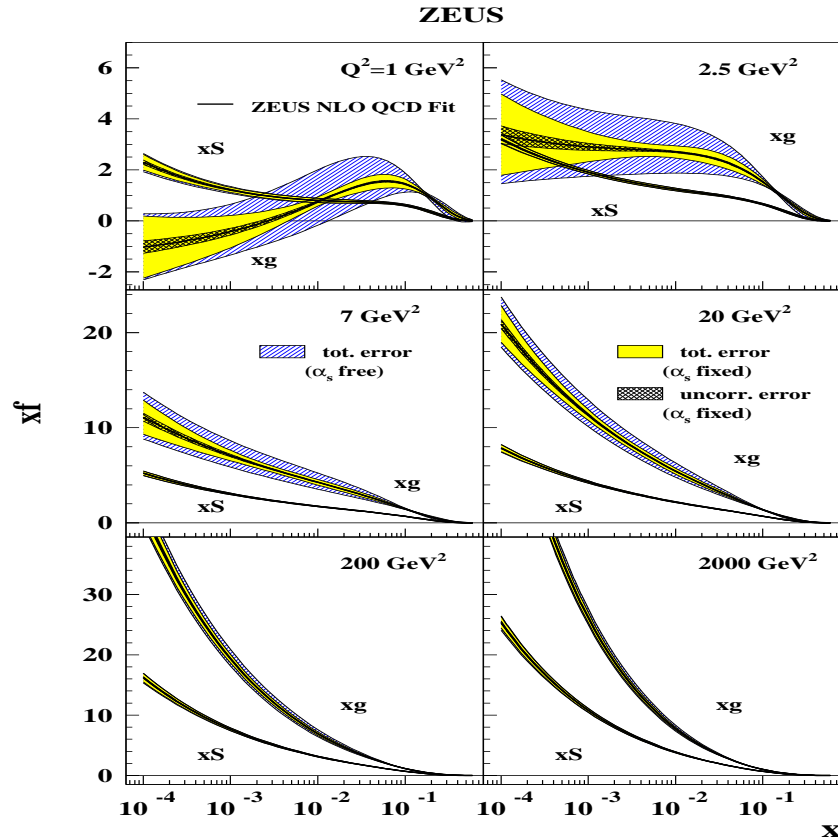 ZEUS
Q²=1 GeV²
2.5 GeV²
ZEUS NLO QCD Fit
xS
xg
xg
xS
6
4
2
0
-2
7 GeV²
20 GeV²
tot. error
(αs free)
tot. error
(αs fixed)
uncorr. error
(αs fixed)
xg
xS
xg
xS
20
10
0
xf
200 GeV²
2000 GeV²
xg
xS
xg
xS
30
20
10
0
10⁻⁴ 10⁻³ 10⁻² 10⁻¹ 10⁻⁴ 10⁻³ 10⁻² 10⁻¹
x